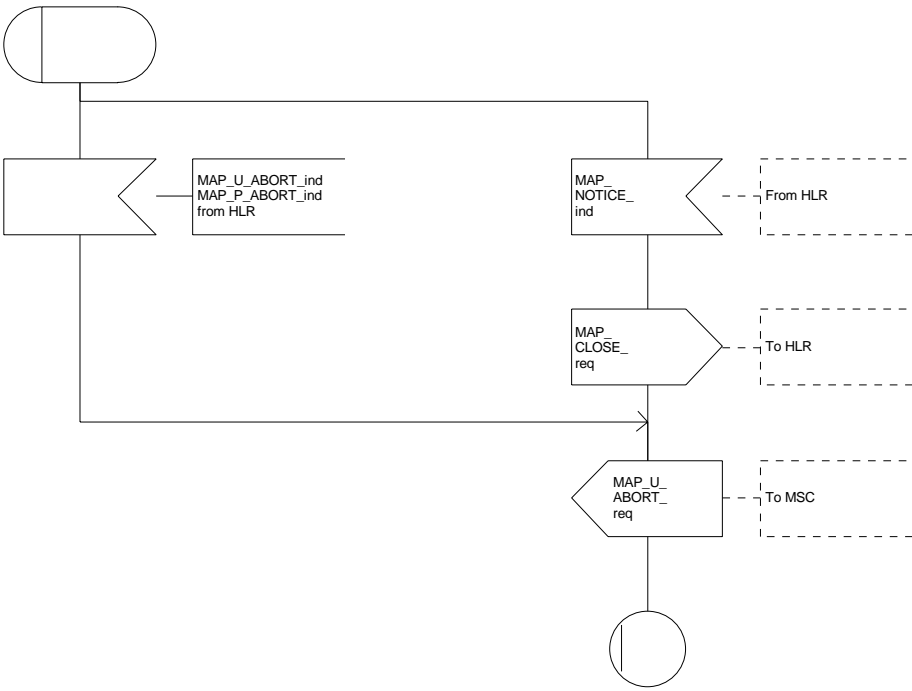 MAP_U_ABORT_ind
MAP_P_ABORT_ind
from HLR
MAP_
NOTICE_
ind
From HLR
MAP_
CLOSE_
req
To HLR
MAP_U_
ABORT_
req
To MSC